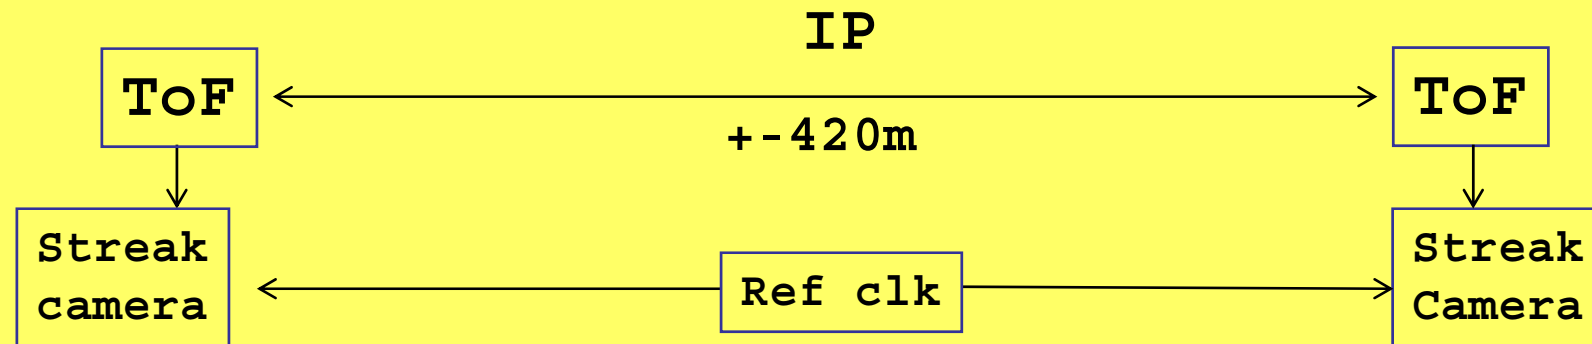 IP
ToF
ToF
+-420m
Streak
camera
Ref clk
Streak
Camera